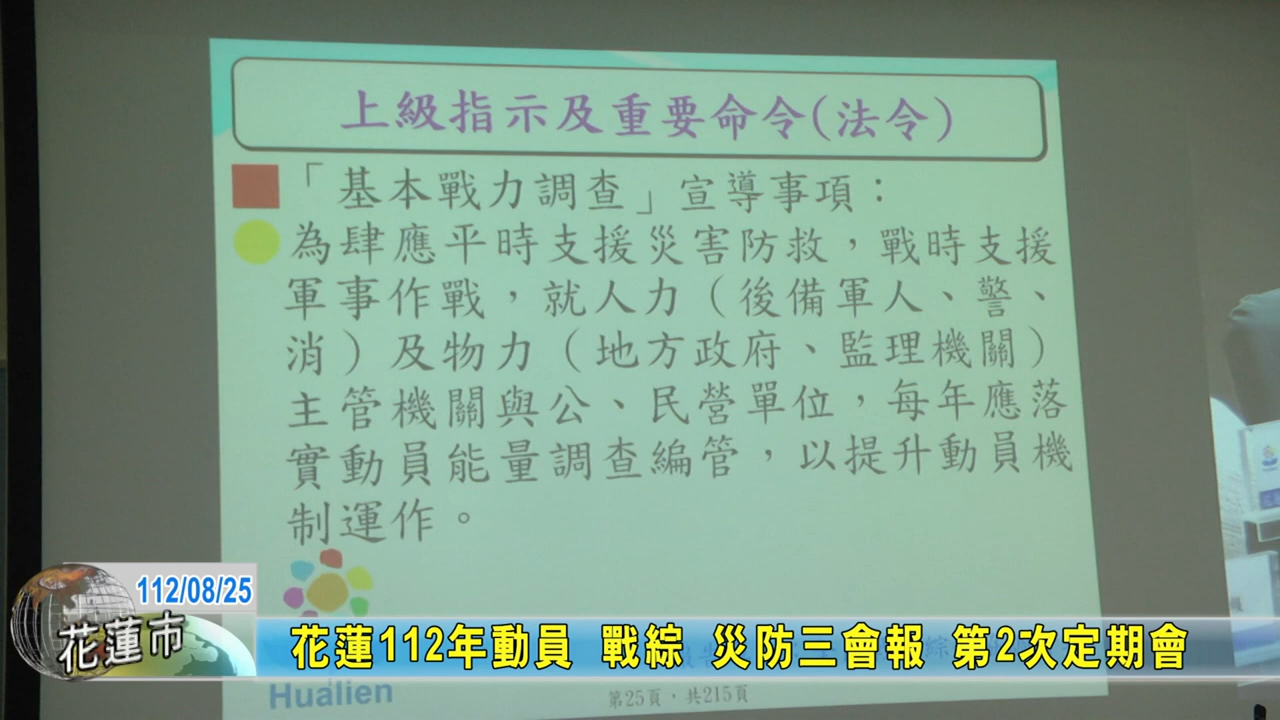 上級指示及重要命令(法令)
「基本戰力調查」宣導事項：
為肆應平時支援災害防救，戰時支援
軍事作戰，就人力（後備軍人、警、
消）及物力（地方政府、監理機關）
主管機關與公、民營單位，每年應落
實動員能量調查編管，以提升動員機
制運作。
112/08/25
花蓮市
花蓮112年動員 戰綜 災防三會報 第2次定期會
Hualien
第25頁，共215頁